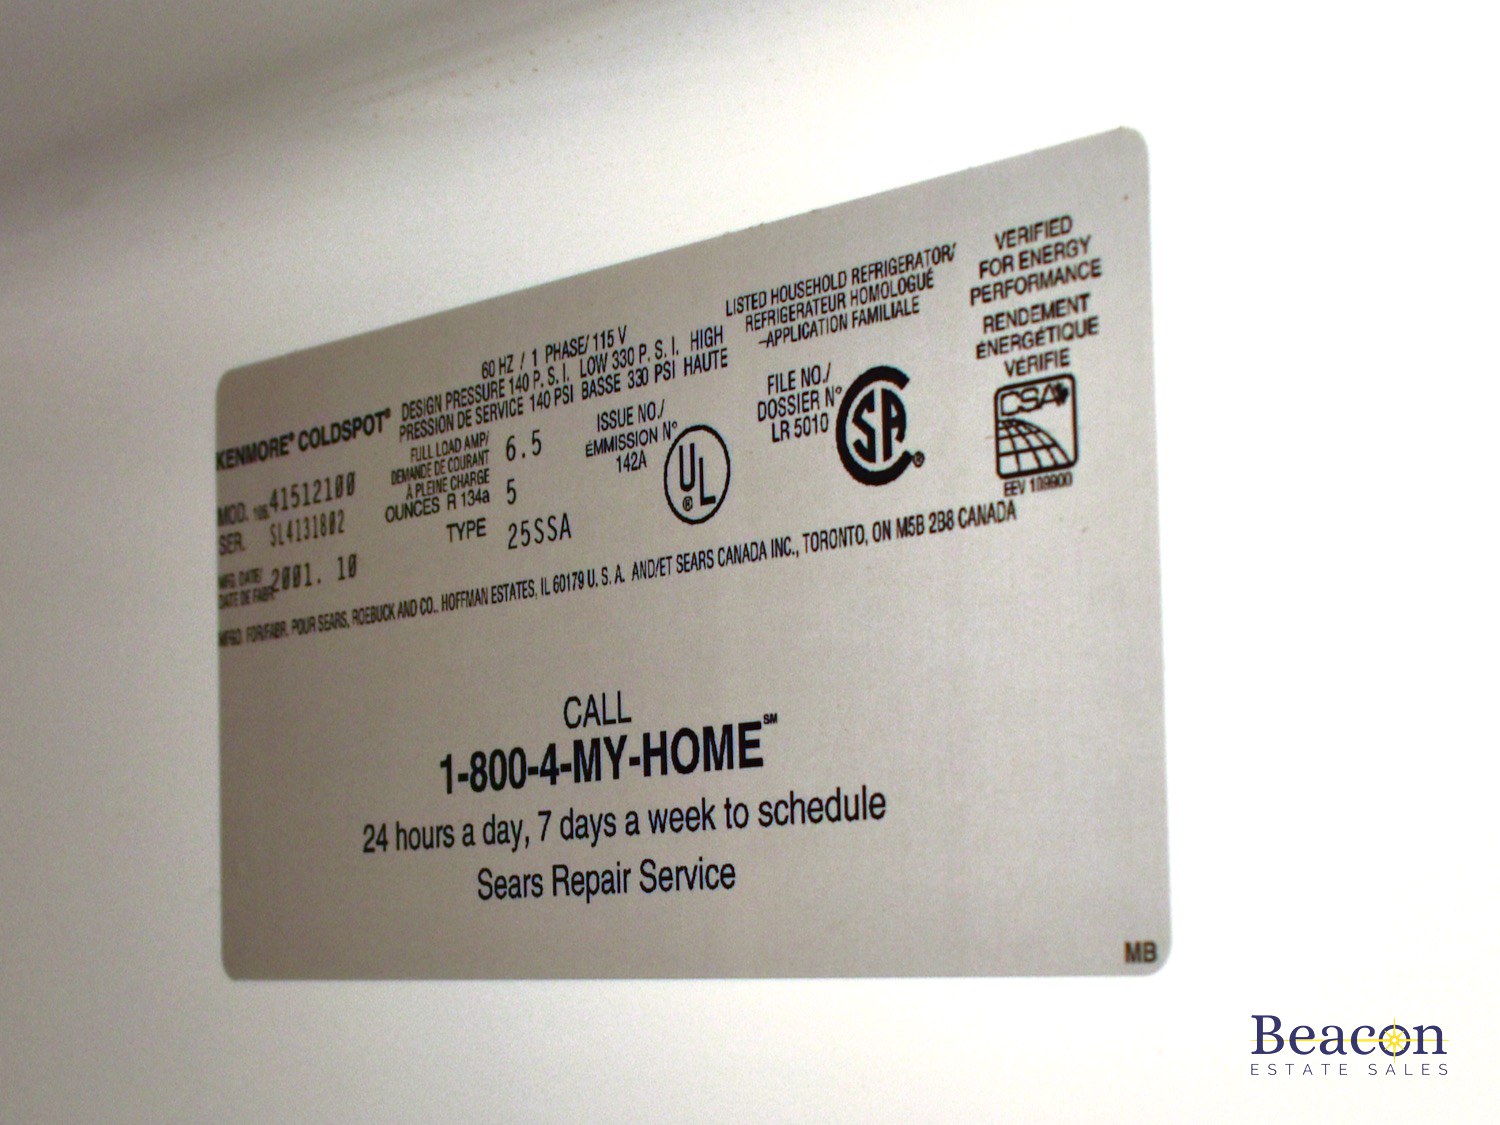 60 HZ / 1 PHASE/ 115 V
DESIGN PRESSURE 140 P. S. I. LOW 330 P. S. I. HIGH
PRESSION DE SERVICE 140 PSI BASSE 330 PSI HAUTE
LISTED HOUSEHOLD REFRIGERATOR/
REFRIGERATEUR HOMOLOGUÉ
-APPLICATION FAMILIALE
VERIFIED
FOR ENERGY
PERFORMANCE
RENDEMENT
ÉNERGÉTIQUE
VÉRIFIÉ
CSA
EEV 109900
KENMORE® COLDSPOT®
MOD. 106.41512100
SER. SL4131802
MFG. DATE/
DATE DE FABR. 2001. 10
FULL LOAD AMP/
DEMANDE DE COURANT
À PLEINE CHARGE
6.5
OUNCES R 134a 5
TYPE 25SSA
ISSUE NO./
ÉMMISSION N°
142A
UL ®
FILE NO./
DOSSIER N°
LR 5010
SA ®
MFGD. FOR/FABR. POUR SEARS, ROEBUCK AND CO., HOFFMAN ESTATES, IL 60179 U. S. A. AND/ET SEARS CANADA INC., TORONTO, ON M5B 2B8 CANADA
CALL
1-800-4-MY-HOME℠
24 hours a day, 7 days a week to schedule
Sears Repair Service
MB
Beacon
ESTATE SALES